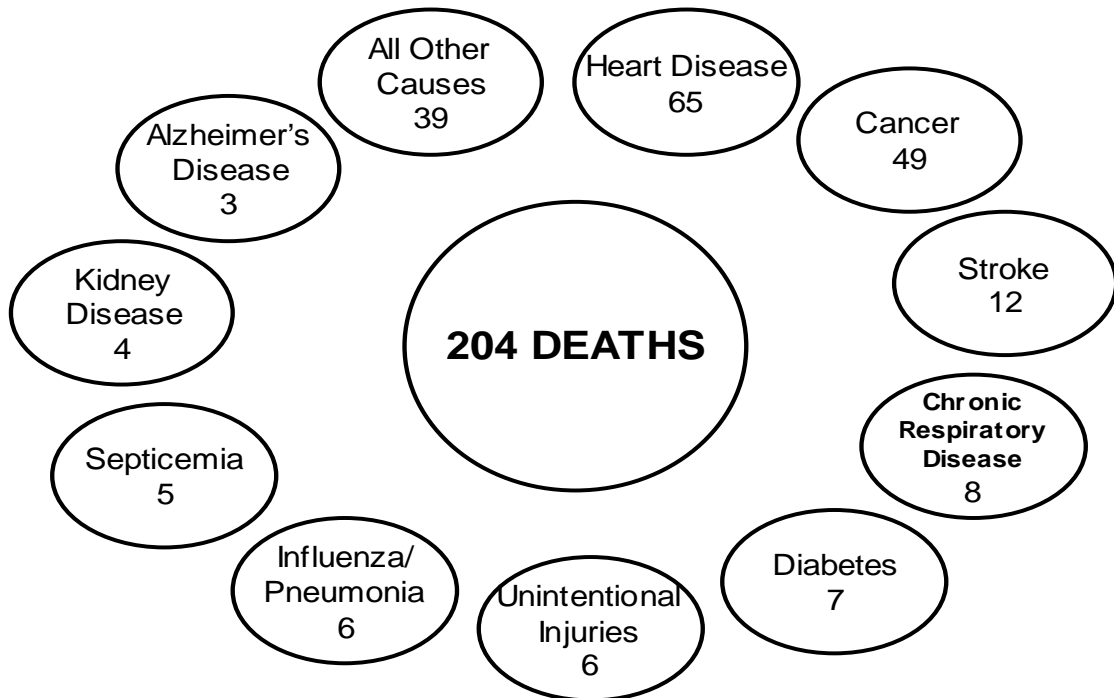 All Other
Causes
39
Heart Disease
65
Cancer
49
Stroke
12
Chronic
Respiratory
Disease
8
Diabetes
7
Unintentional
Injuries
6
Influenza/
Pneumonia
6
Septicemia
5
Kidney
Disease
4
Alzheimer's
Disease
3
204 DEATHS